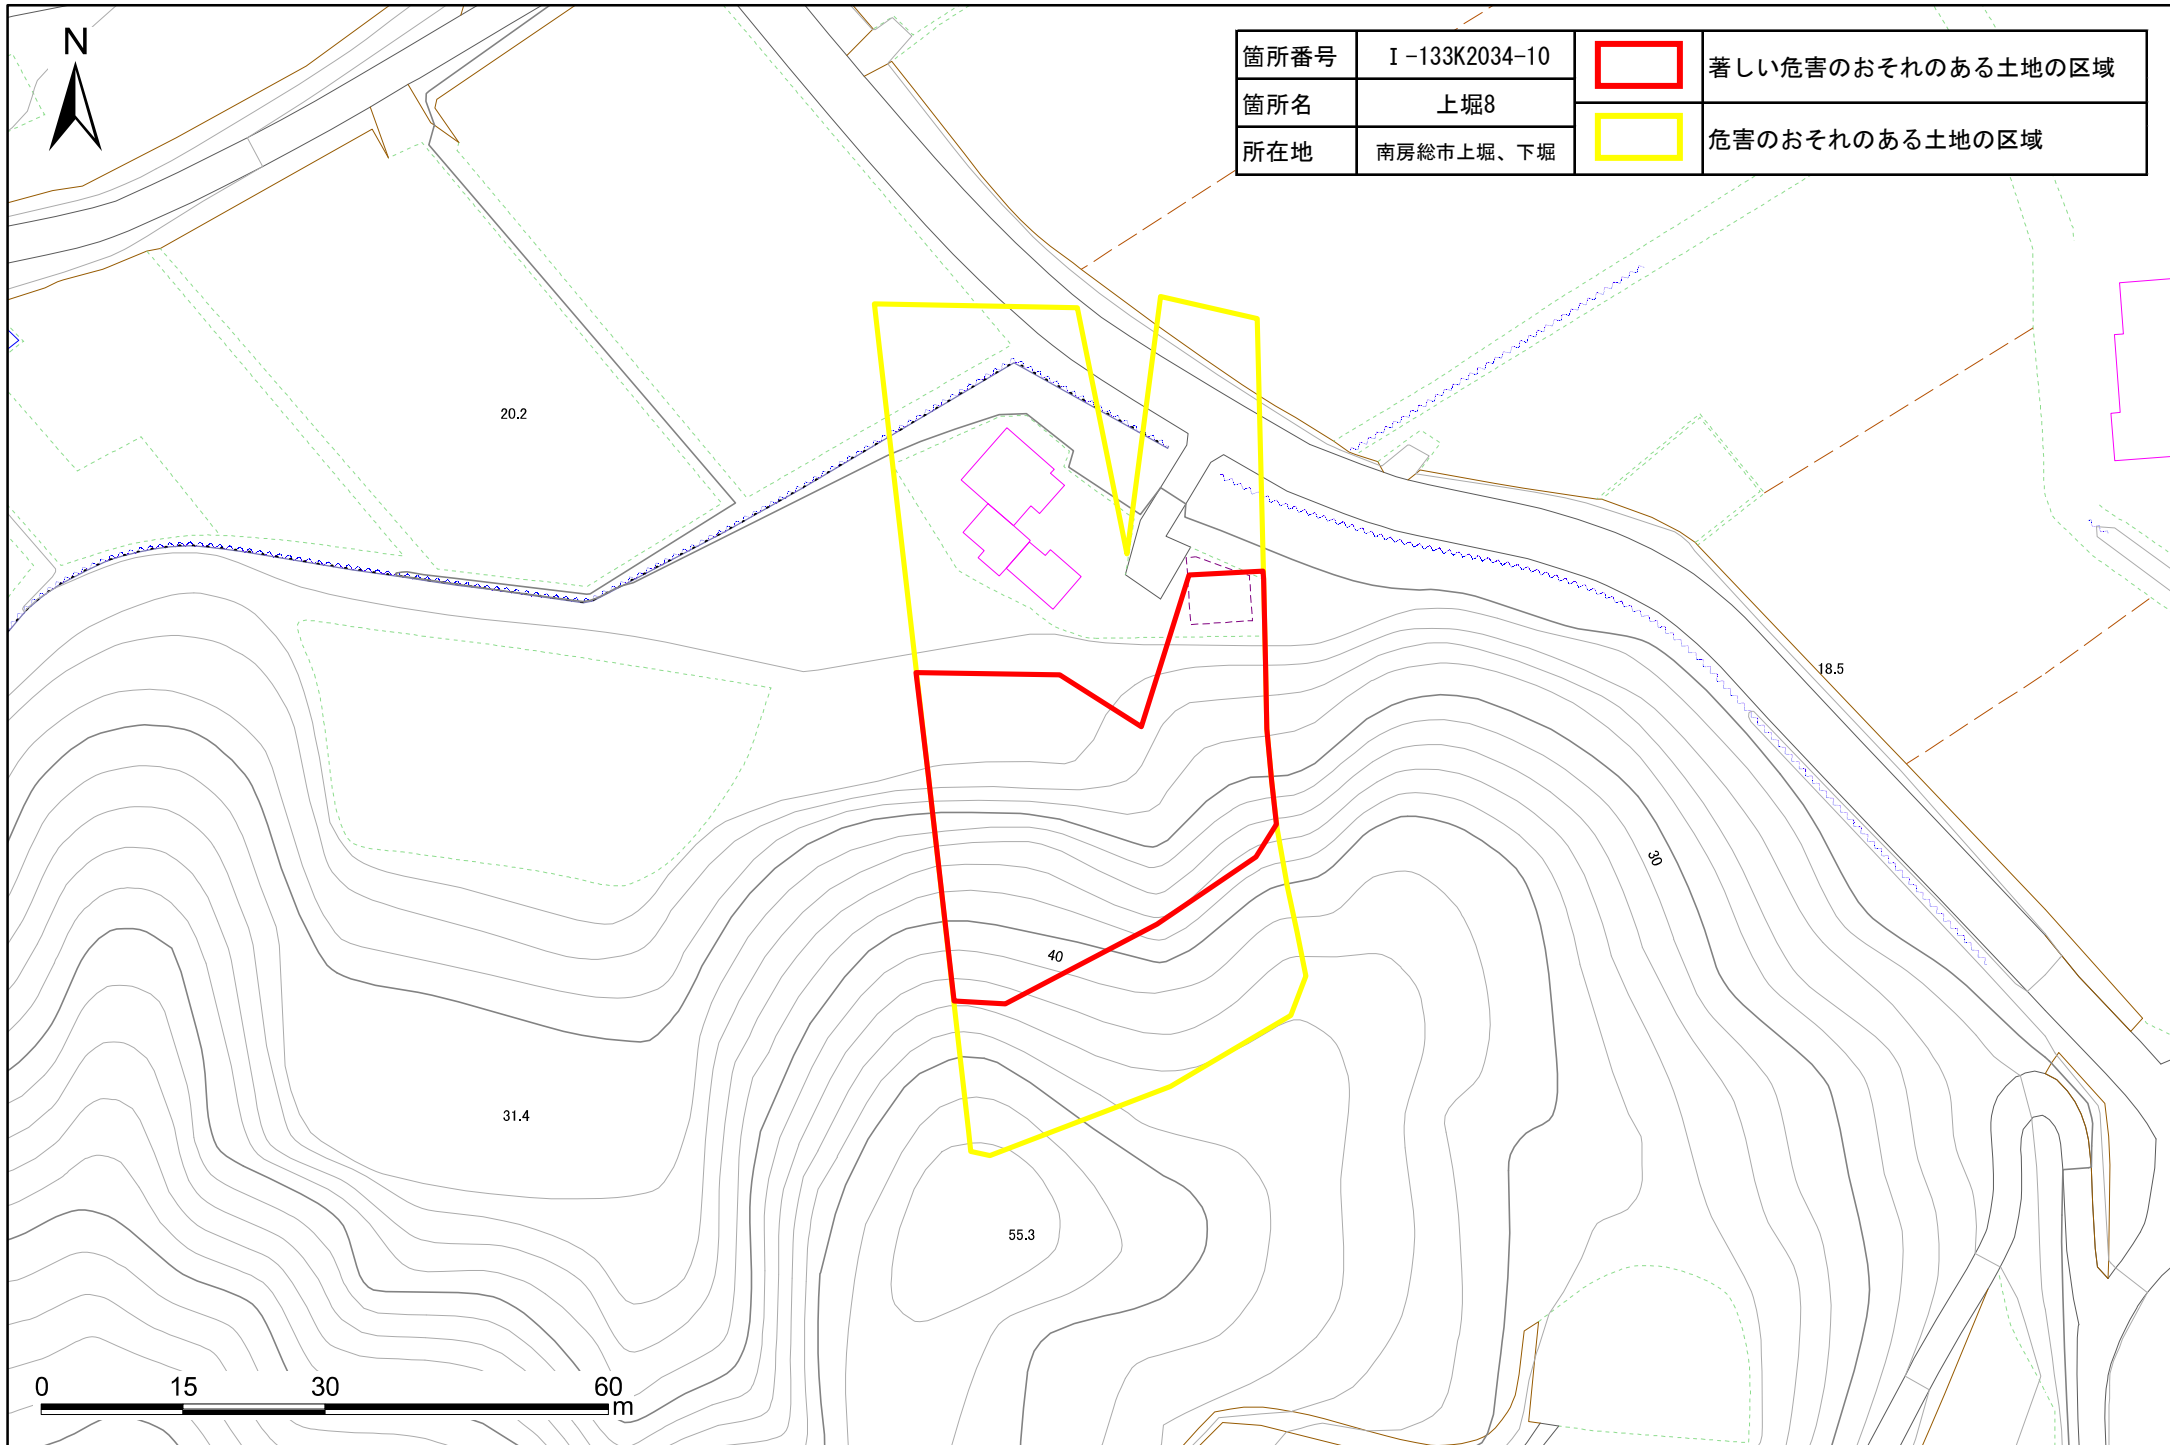 N
箇所番号 Ⅰ-133K2034-10
著しい危害のおそれのある土地の区域
箇所名 上堀8
危害のおそれのある土地の区域
所在地 南房総市上堀、下堀
20.2
18.5
30
40
31.4
55.3
0 15 30 60
m